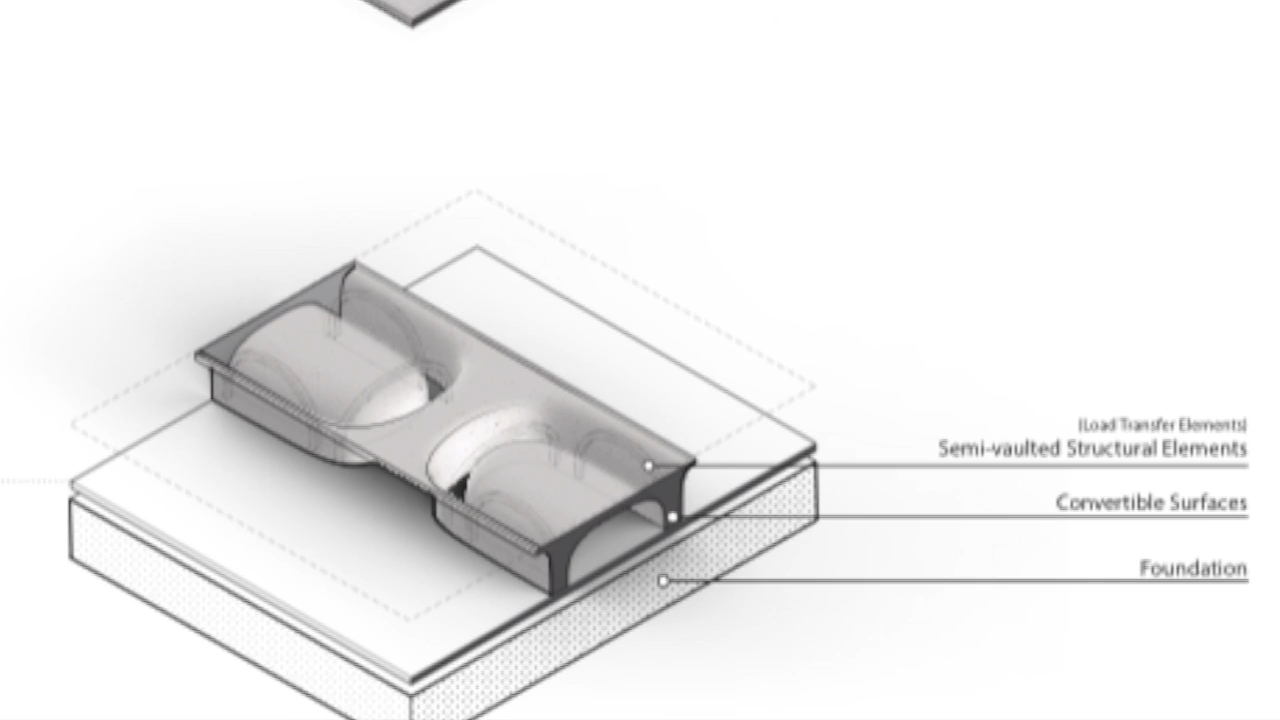 (Load Transfer Elements)
Semi-vaulted Structural Elements
Convertible Surfaces
Foundation